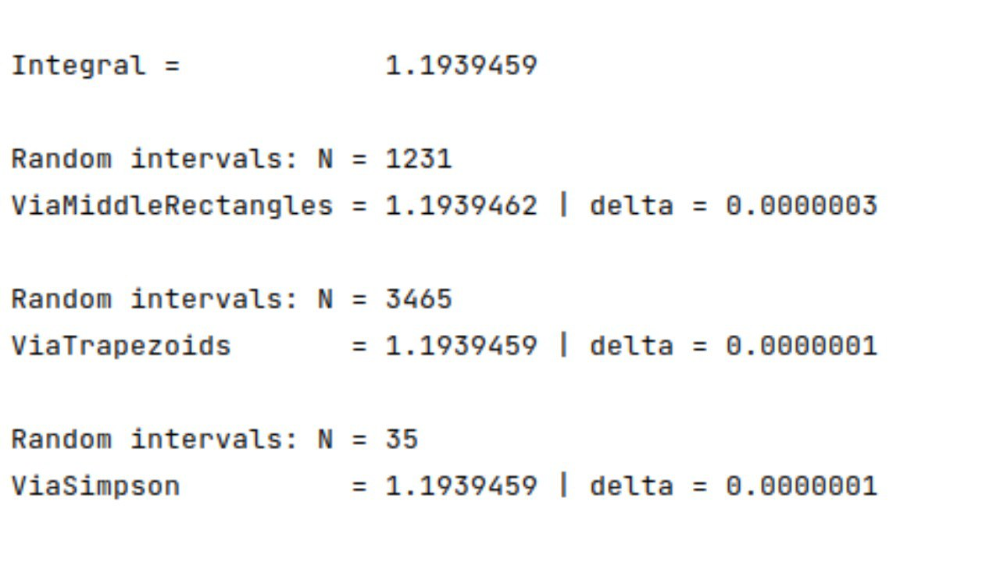 Integral =            1.1939459
Random intervals: N = 1231
ViaMiddleRectangles = 1.1939462 | delta = 0.0000003
Random intervals: N = 3465
ViaTrapezoids       = 1.1939459 | delta = 0.0000001
Random intervals: N = 35
ViaSimpson          = 1.1939459 | delta = 0.0000001